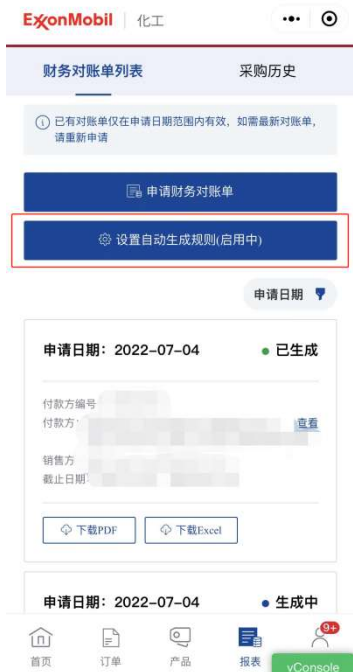 ExxonMobil 化工
财务对账单列表 采购历史
已有对账单仅在申请日期范围内有效，如需最新对账单，
请重新申请
申请财务对账单
设置自动生成规则(启用中)
申请日期
申请日期：2022-07-04 已生成
付款方编号
付款方： 查看
销售方
截止日期：
下载PDF 下载Excel
申请日期：2022-07-04 生成中
9+
首页 订单 产品 报表
vConsole